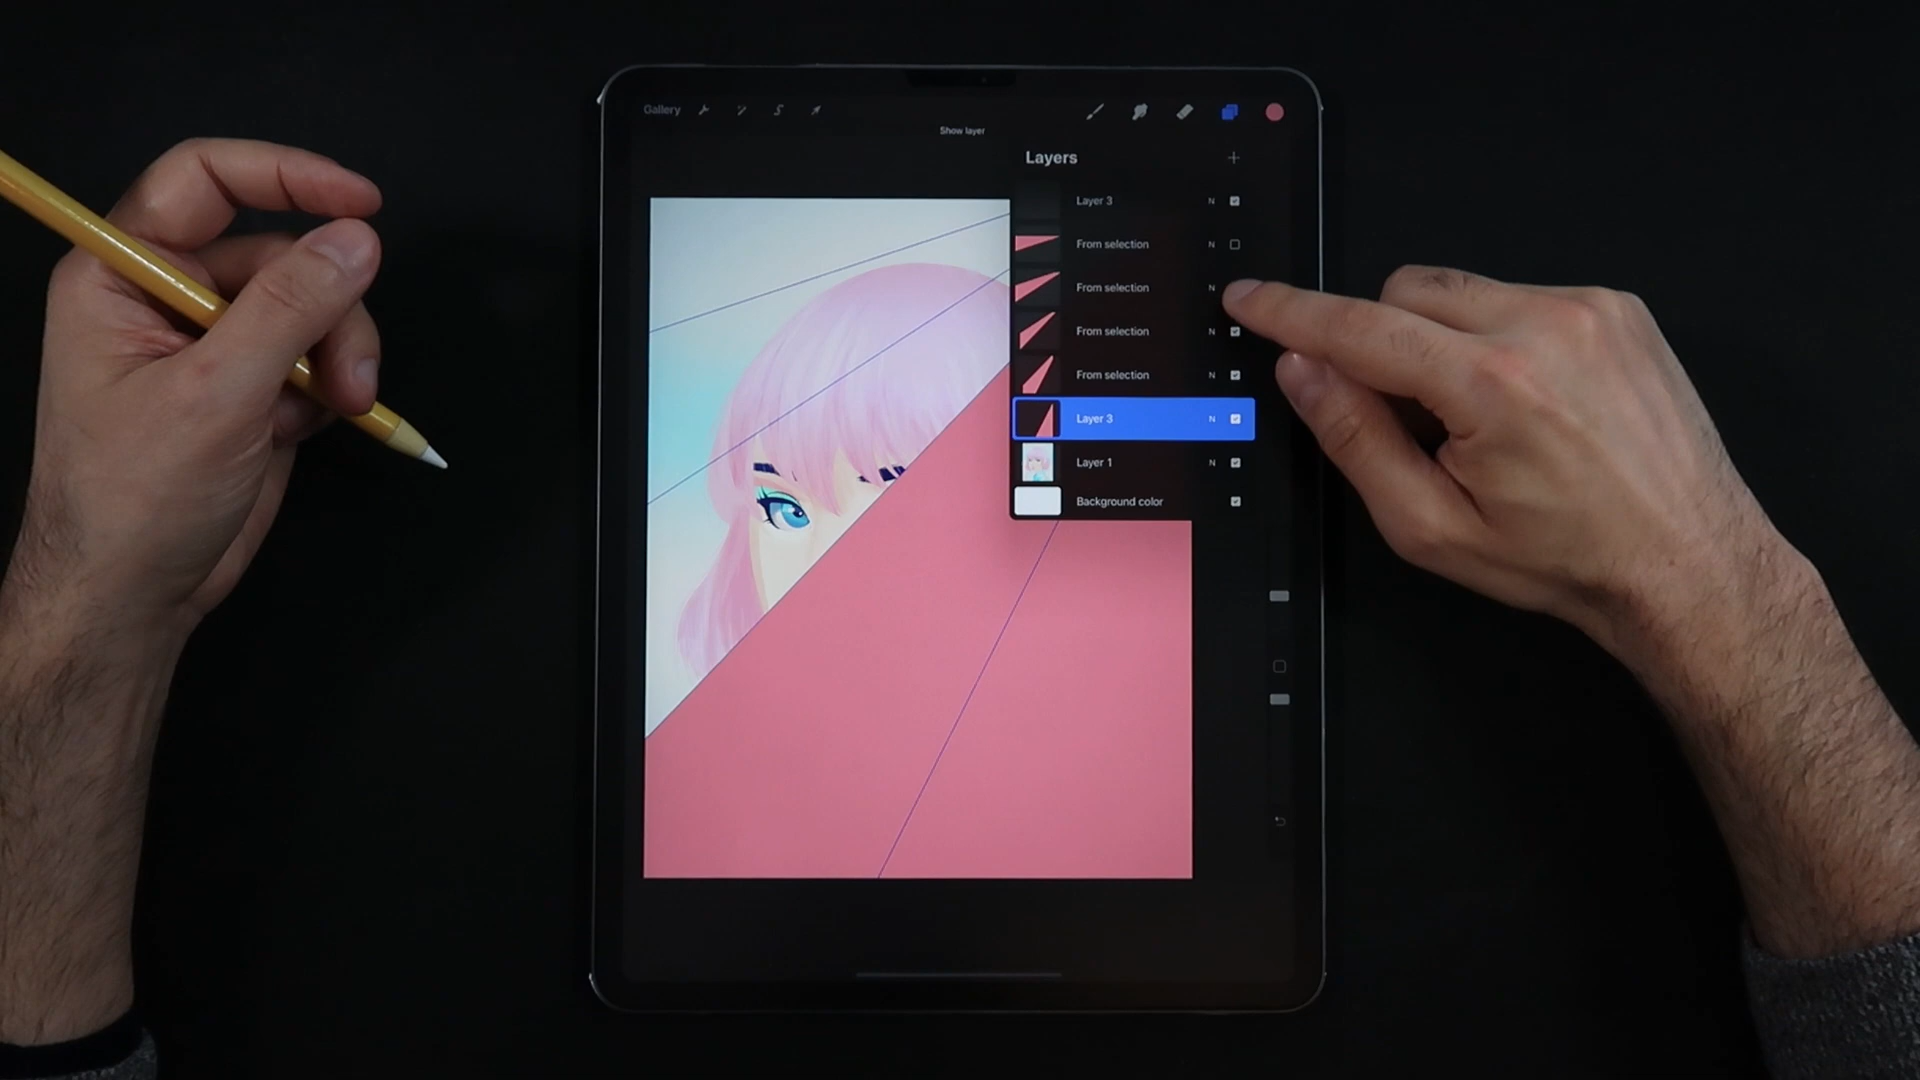 Gallery
Show layer
Layers
Layer 3 N
From selection N
From selection N
From selection N
From selection N
Layer 3 N
Layer 1 N
Background color